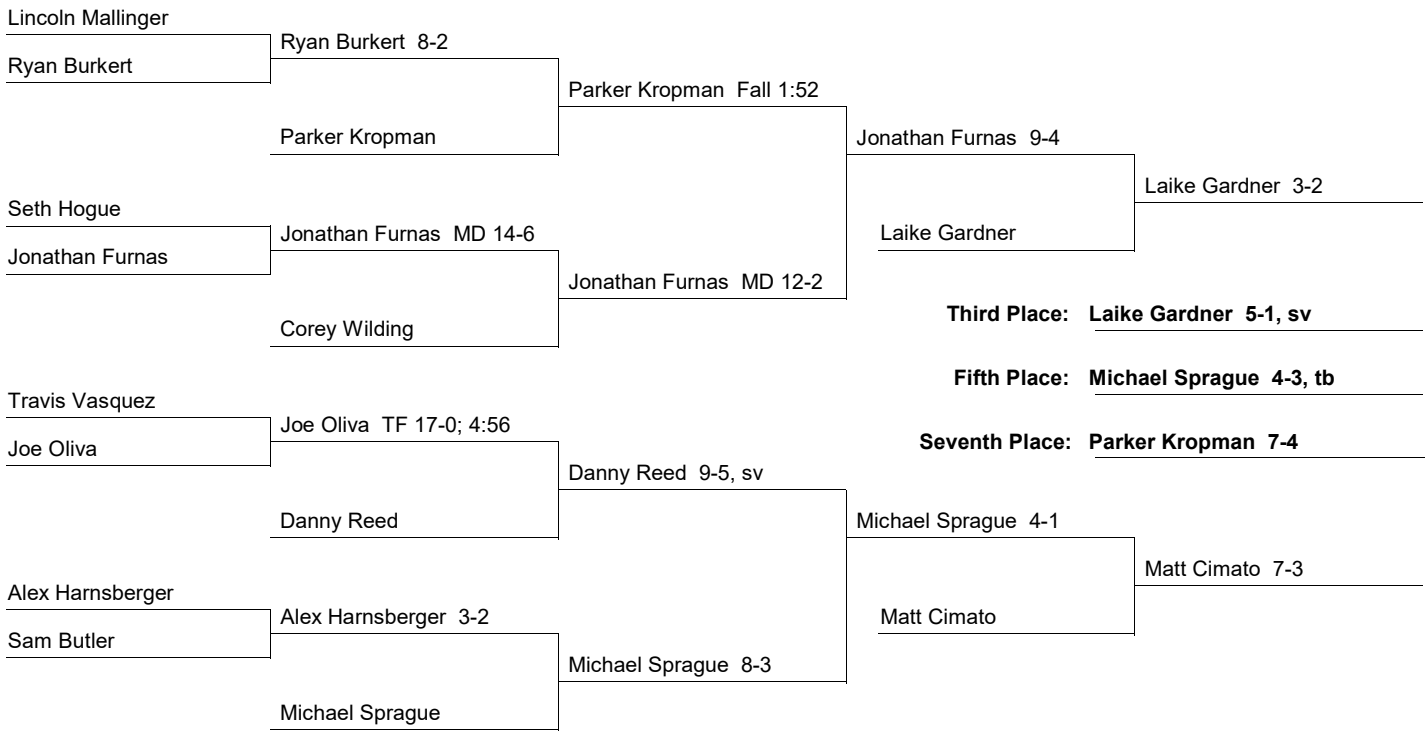 Lincoln Mallinger
Ryan Burkert 8-2
Ryan Burkert
Parker Kropman Fall 1:52
Parker Kropman
Jonathan Furnas 9-4
Laike Gardner 3-2
Seth Hogue
Jonathan Furnas MD 14-6
Laike Gardner
Jonathan Furnas
Jonathan Furnas MD 12-2
Corey Wilding
Third Place: Laike Gardner 5-1, sv
Fifth Place: Michael Sprague 4-3, tb
Travis Vasquez
Joe Oliva TF 17-0; 4:56
Seventh Place: Parker Kropman 7-4
Joe Oliva
Danny Reed 9-5, sv
Danny Reed
Michael Sprague 4-1
Matt Cimato 7-3
Alex Harnsberger
Alex Harnsberger 3-2
Matt Cimato
Sam Butler
Michael Sprague 8-3
Michael Sprague